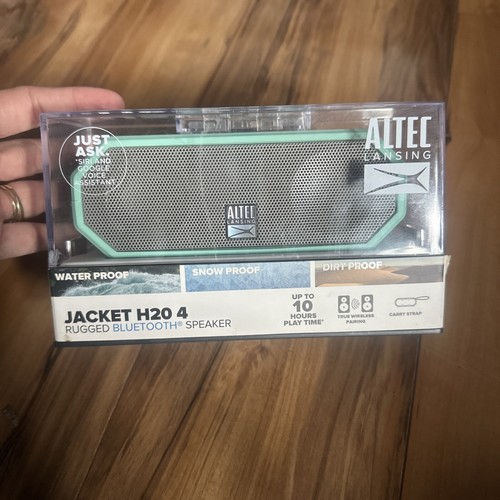 JUST
ASK.
*SIRI AND
GOOGLE
VOICE
ASSISTANT
ALTEC
LANSING
ALTEC
LANSING
WATER PROOF
SNOW PROOF
DIRT PROOF
JACKET H20 4
RUGGED BLUETOOTH® SPEAKER
UP TO
10
HOURS
PLAY TIME*
TRUE WIRELESS
PAIRING
CARRY STRAP